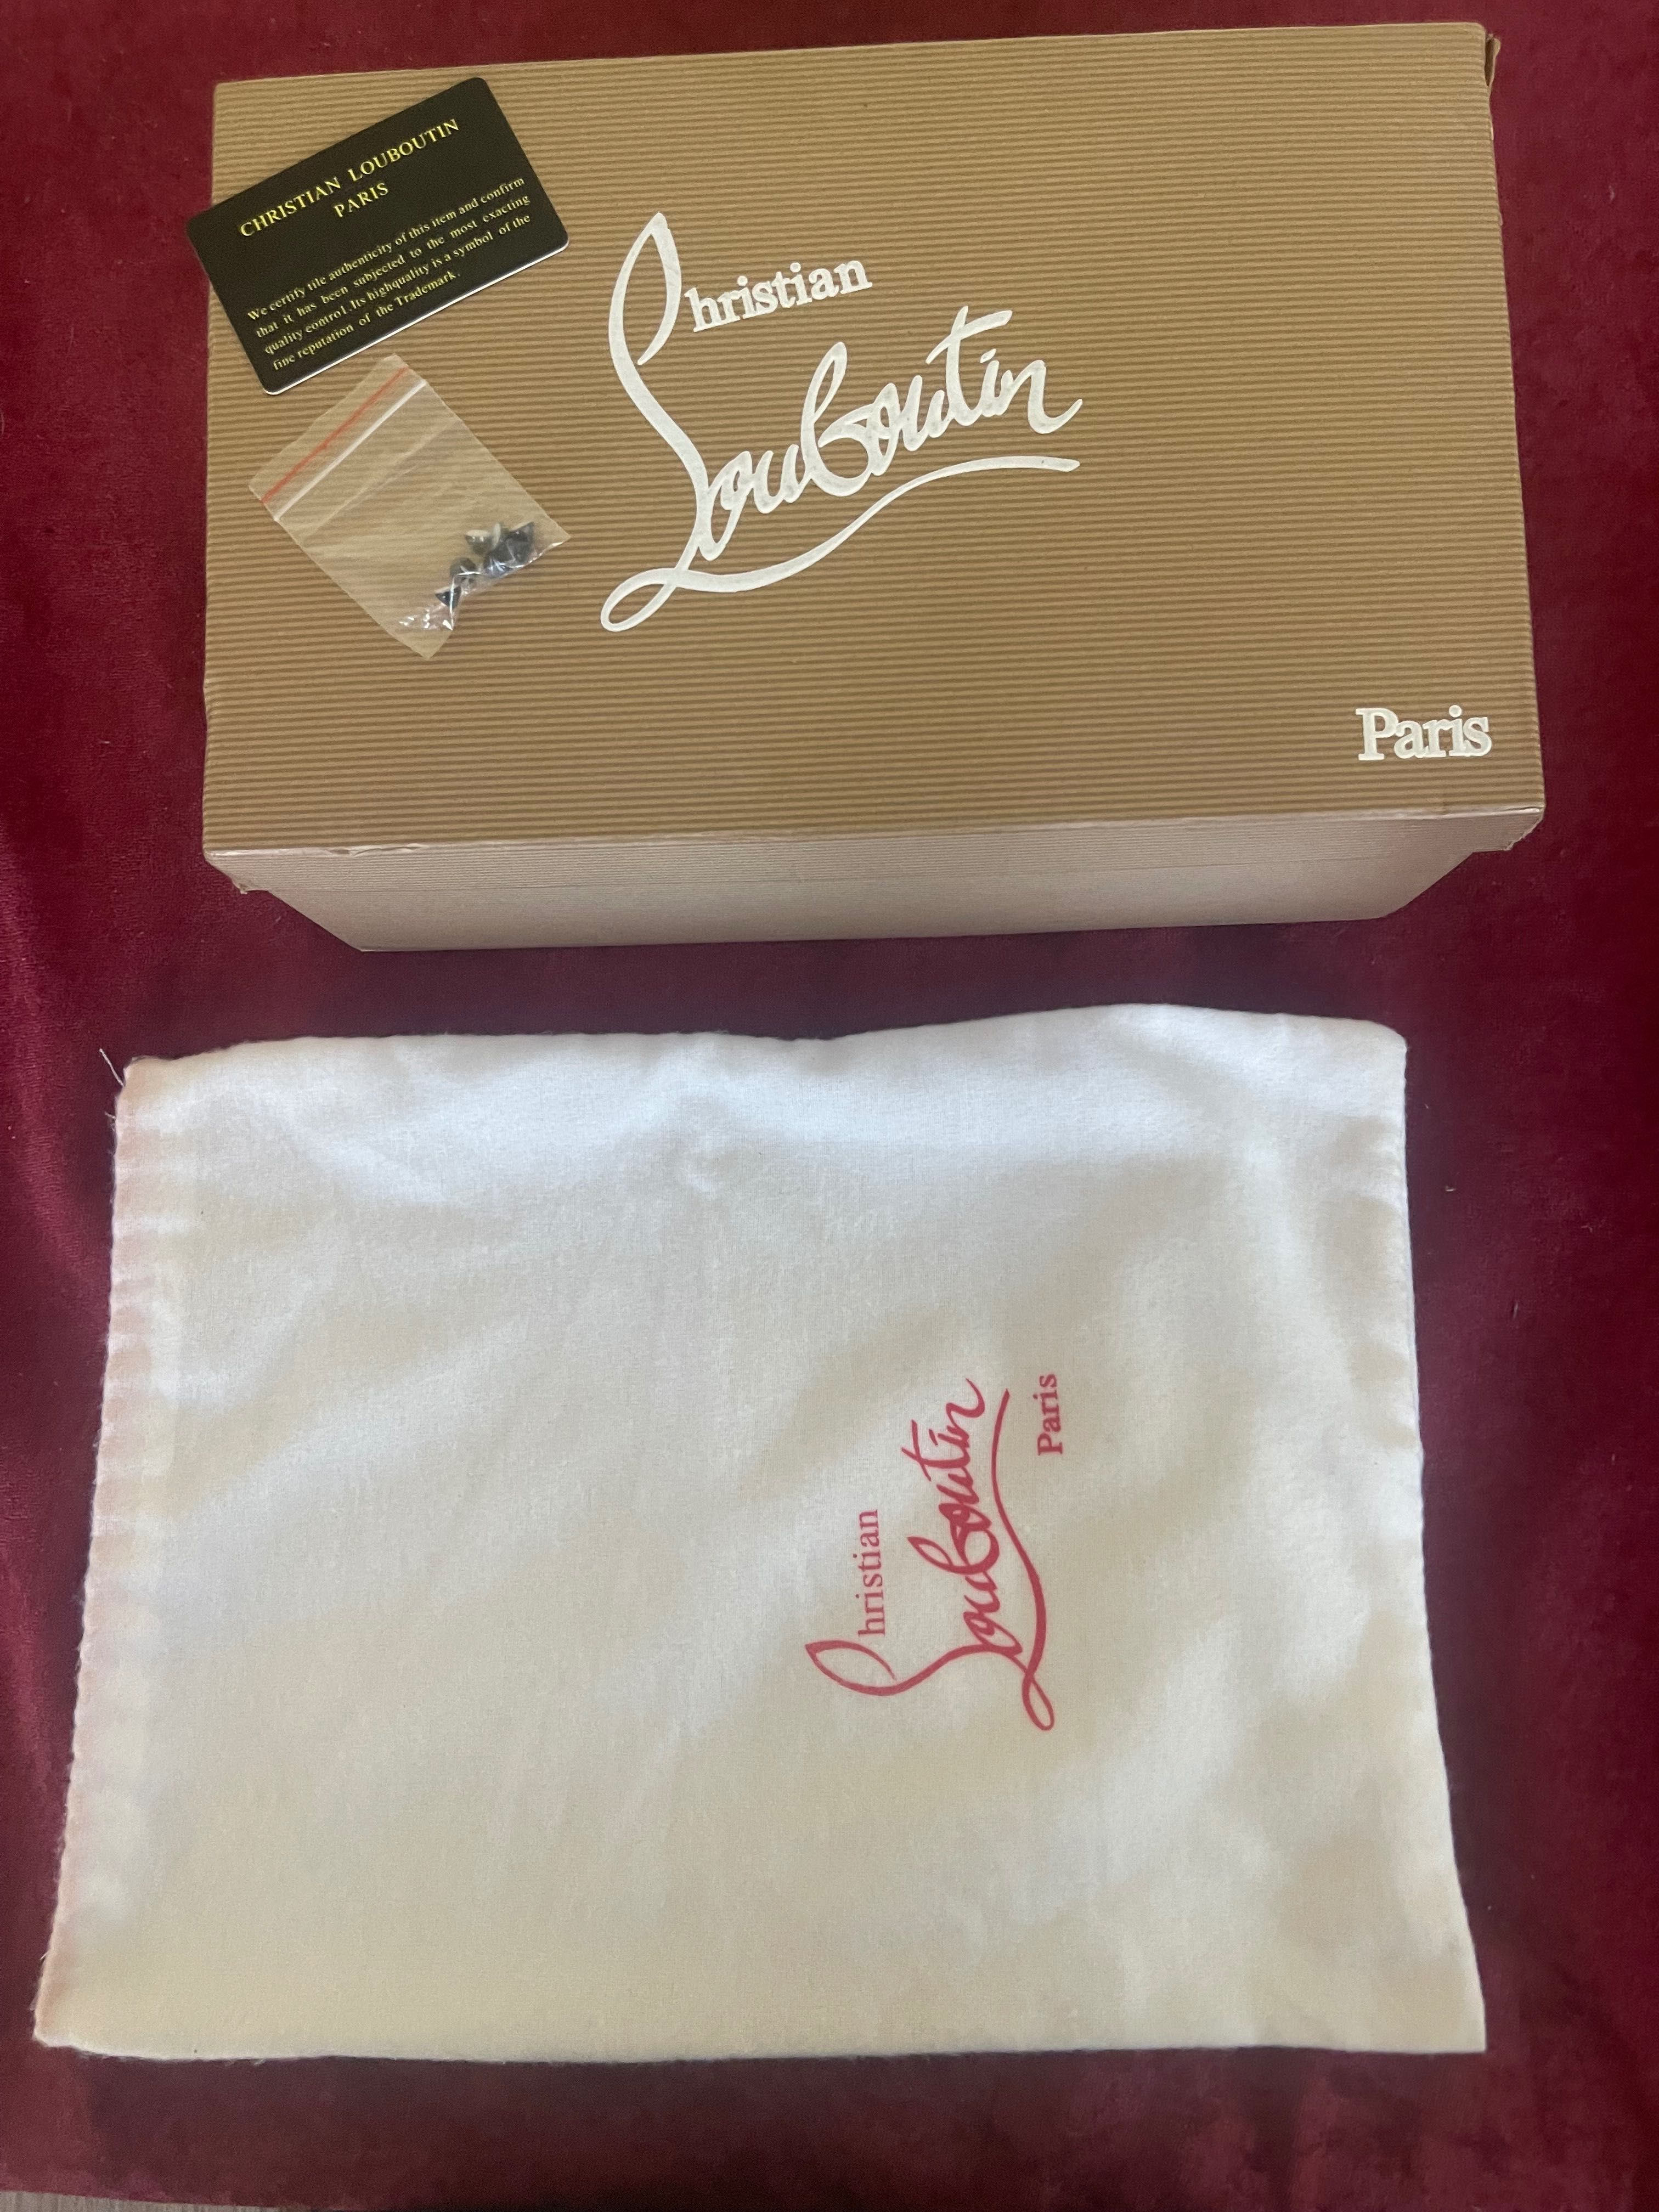 CHRISTIAN LOUBOUTIN
PARIS
We certify tile authenticity of this item and confirm
that it has been subjected to the most exacting
quality control.Its highquality is a symbol of the
fine reputation of the Trademark.
Christian
Louboutin
Paris
Christian
Louboutin
Paris